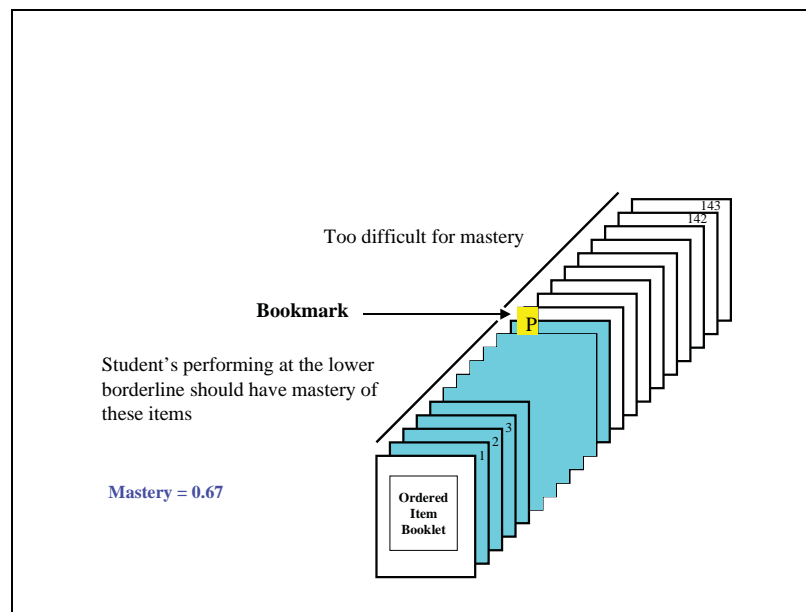 143
142
Too difficult for mastery
Bookmark
P
Student's performing at the lower
borderline should have mastery of
these items
3
2
1
Mastery = 0.67
Ordered
Item
Booklet